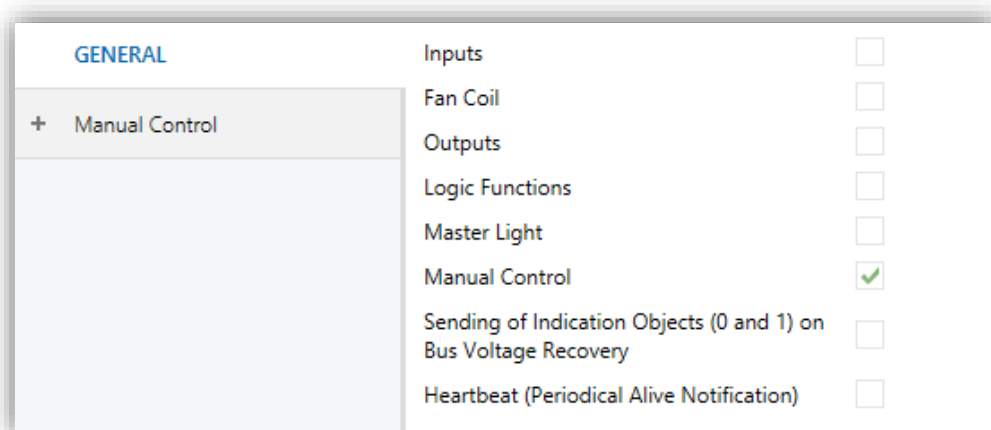 GENERAL
+ Manual Control
Inputs
Fan Coil
Outputs
Logic Functions
Master Light
Manual Control
Sending of Indication Objects (0 and 1) on
Bus Voltage Recovery
Heartbeat (Periodical Alive Notification)